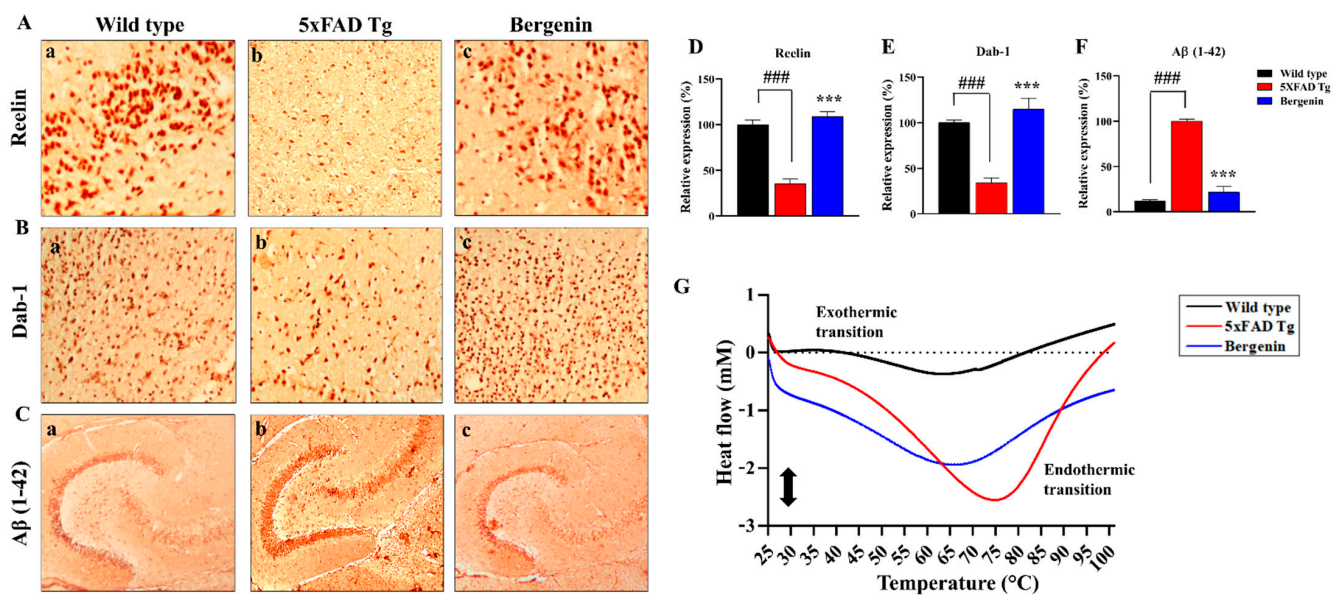 A
Wild type
5xFAD Tg
Bergenin
Reelin
a
b
c
B
Dab-1
a
b
c
C
Aβ (1-42)
a
b
c
D
Reelin
Relative expression (%)
150
100
50
0
###
***
E
Dab-1
Relative expression (%)
150
100
50
0
###
***
F
Aβ (1-42)
Relative expression (%)
150
100
50
0
###
***
Wild type
5XFAD Tg
Bergenin
G
Heat flow (mM)
1
0
-1
-2
-3
Exothermic
transition
Endothermic
transition
25
30
35
40
45
50
55
60
65
70
75
80
85
90
95
100
Temperature (°C)
Wild type
5xFAD Tg
Bergenin